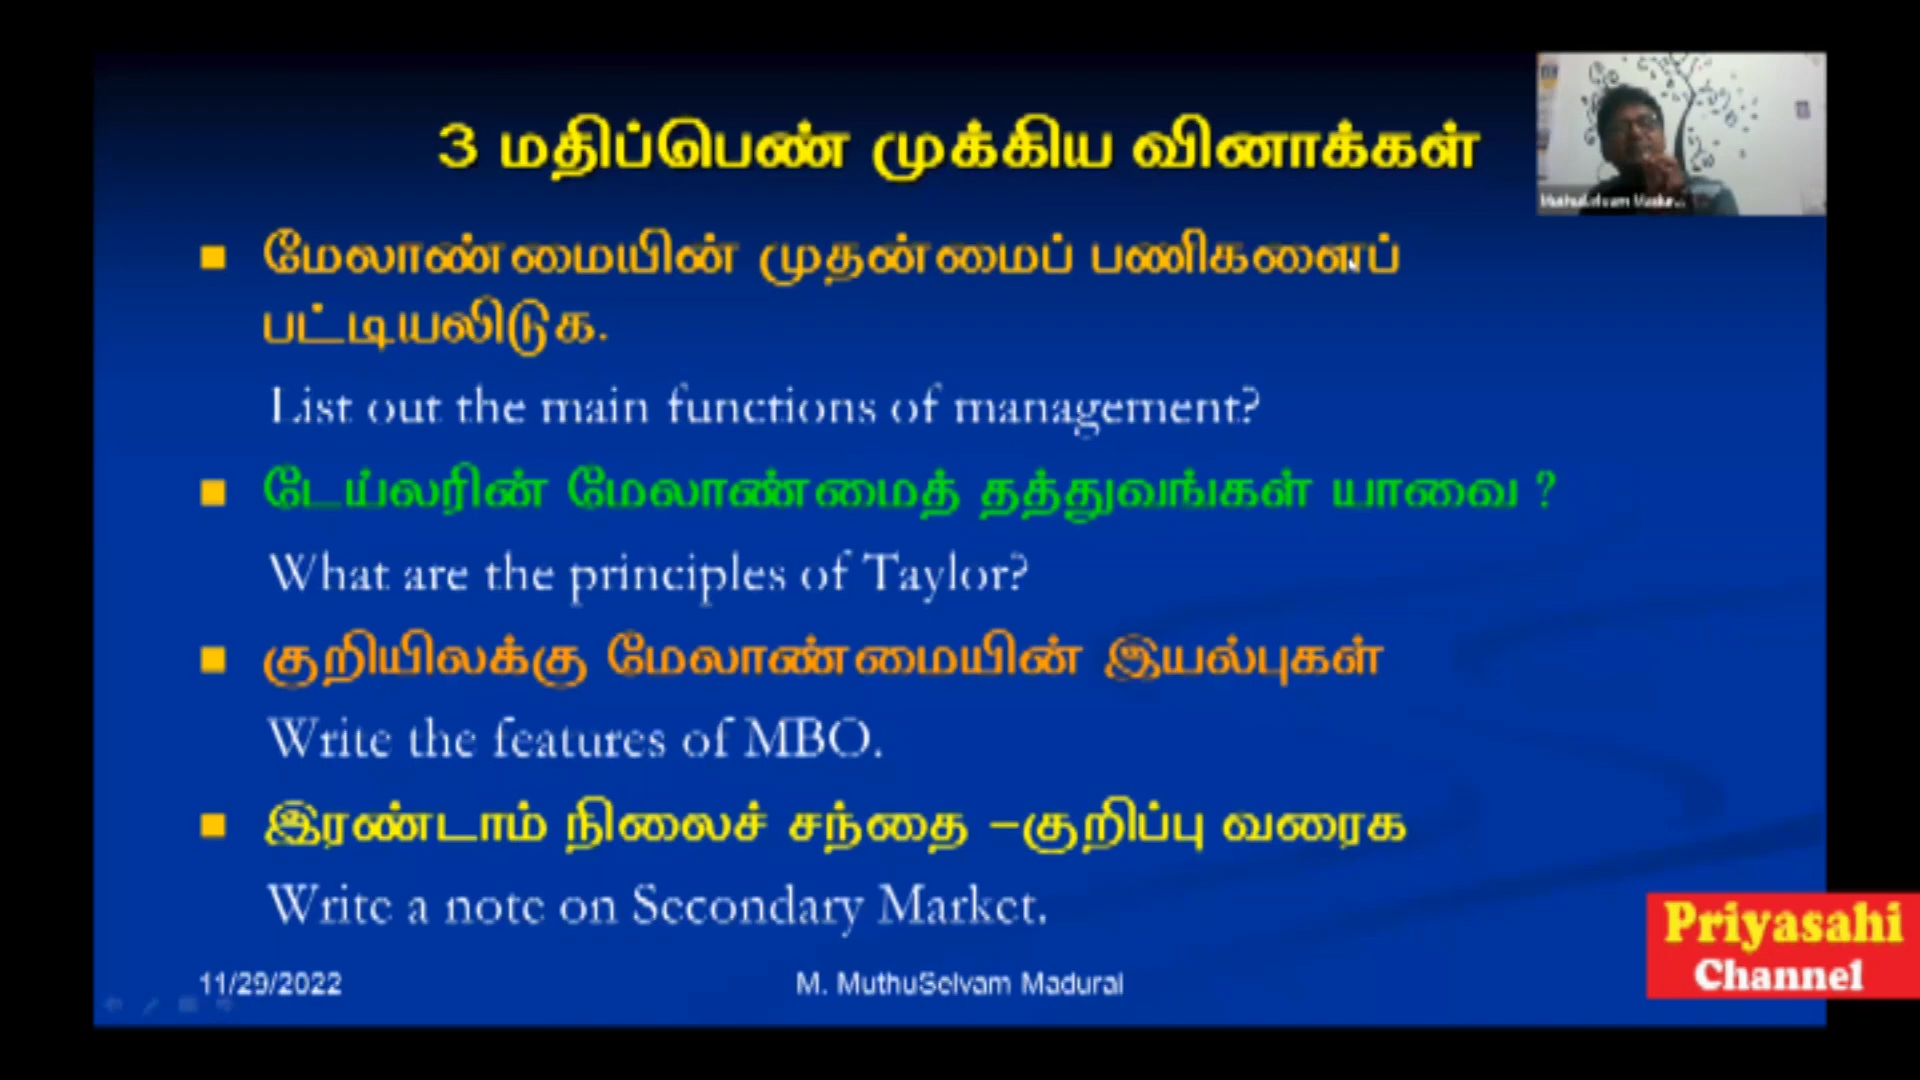 3 மதிப்பெண் முக்கிய வினாக்கள்
மேலாண்மையின் முதன்மைப் பணிகளைப்
பட்டியலிடுக.
List out the main functions of management?
டேய்லரின் மேலாண்மைத் தத்துவங்கள் யாவை ?
What are the principles of Taylor?
குறியிலக்கு மேலாண்மையின் இயல்புகள்
Write the features of MBO.
இரண்டாம் நிலைச் சந்தை –குறிப்பு வரைக
Write a note on Secondary Market.
11/29/2022
M. MuthuSelvam Madurai
MuthuSelvam Madurai
Priyasahi
Channel